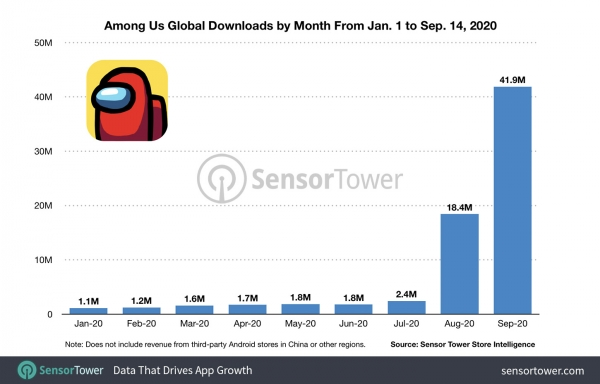 Among Us Global Downloads by Month From Jan. 1 to Sep. 14, 2020
50M
40M
30M
20M
10M
0
SensorTower
1.1M
1.2M
1.6M
1.7M
1.8M
1.8M
2.4M
18.4M
41.9M
Jan-20 Feb-20 Mar-20 Apr-20 May-20 Jun-20 Jul-20 Aug-20 Sep-20
Note: Does not include revenue from third-party Android stores in China or other regions. Source: Sensor Tower Store Intelligence
SensorTower Data That Drives App Growth sensortower.com